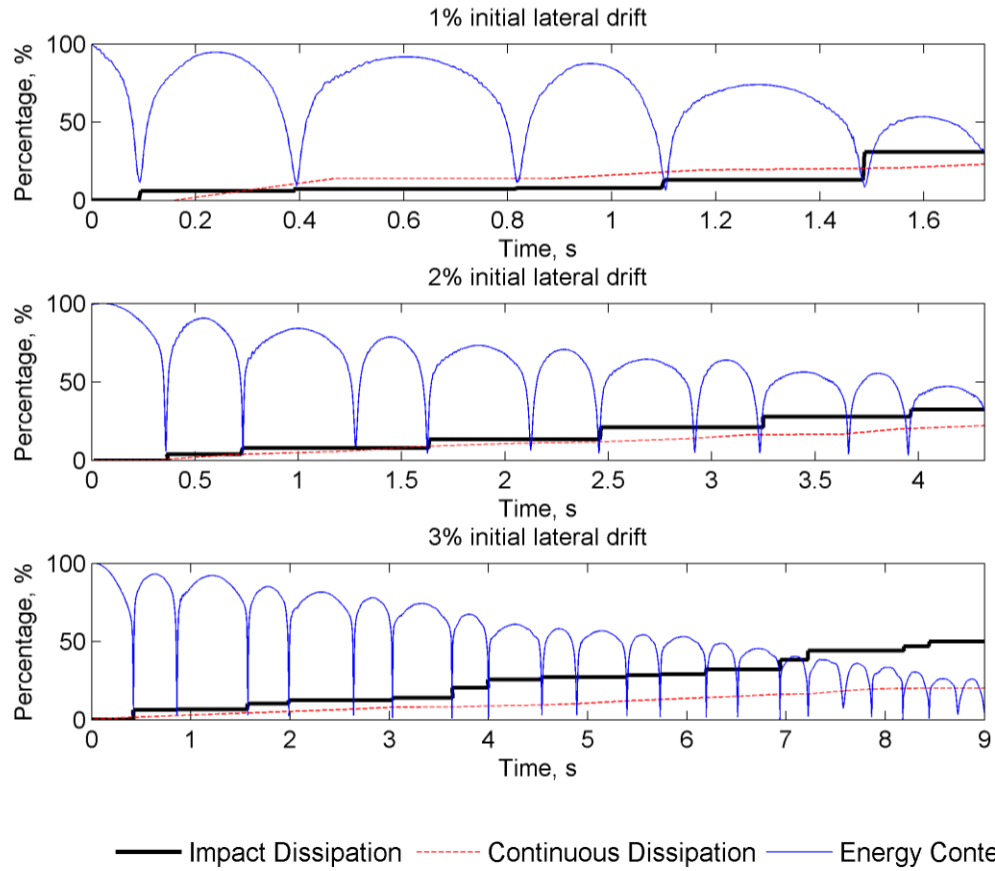 1% initial lateral drift
Percentage, %
100
50
0
0 0.2 0.4 0.6 0.8 1 1.2 1.4 1.6
Time, s
2% initial lateral drift
Percentage, %
100
50
0
0 0.5 1 1.5 2 2.5 3 3.5 4
Time, s
3% initial lateral drift
Percentage, %
100
50
0
0 1 2 3 4 5 6 7 8 9
Time, s
Impact Dissipation Continuous Dissipation Energy Conte